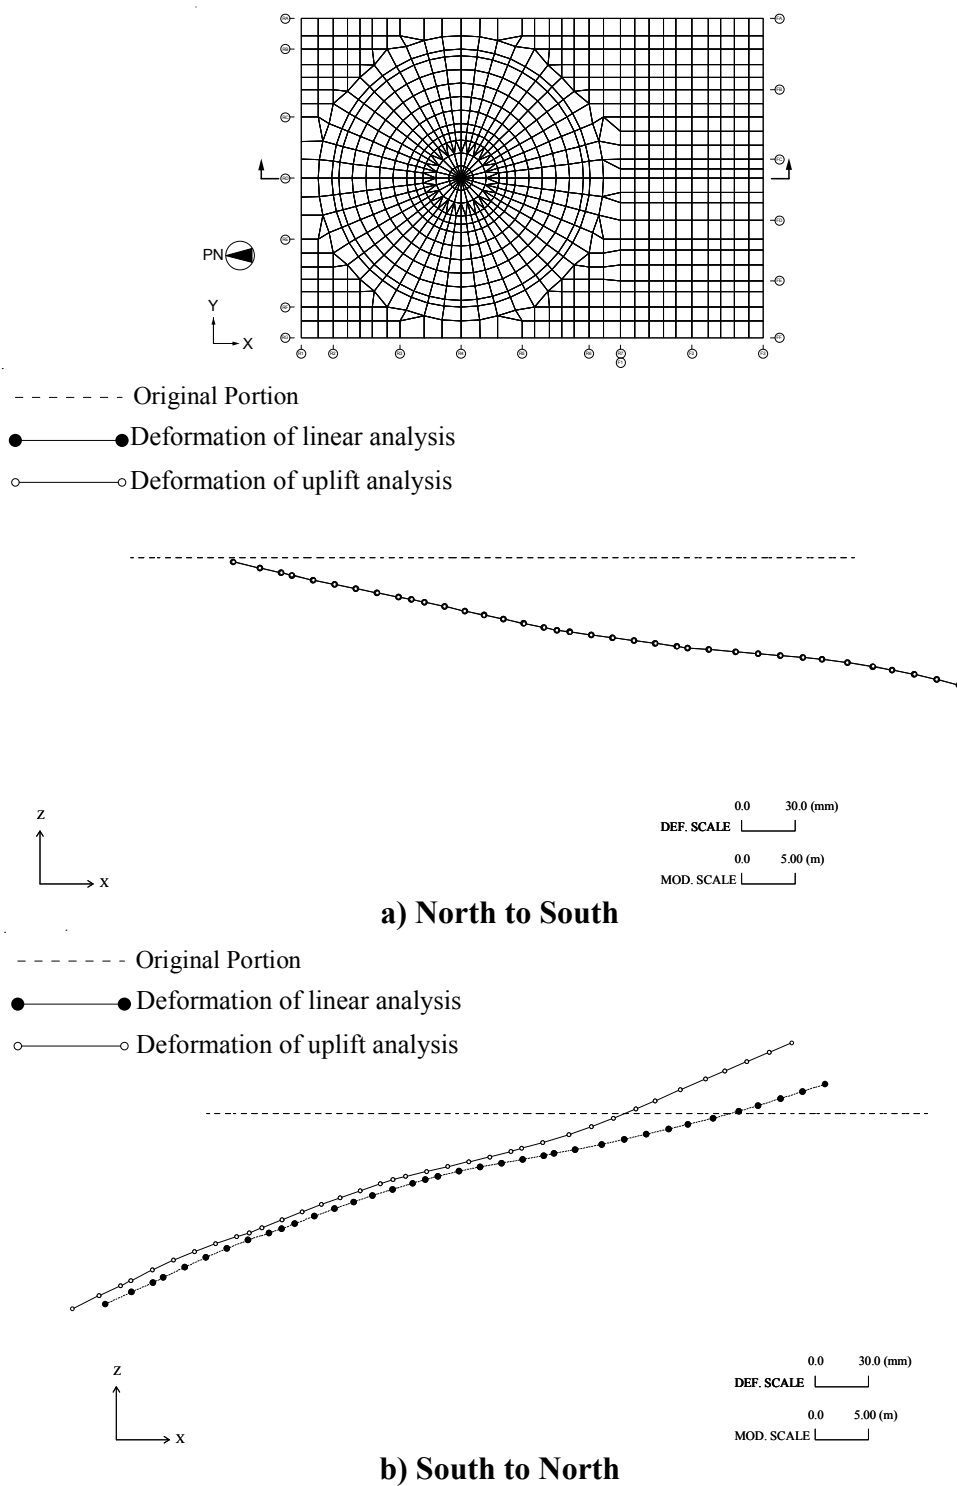 PN
Y
X
Original Portion
Deformation of linear analysis
Deformation of uplift analysis
0.0 30.0 (mm)
DEF. SCALE
0.0 5.00 (m)
MOD. SCALE
Z
X
a) North to South
Original Portion
Deformation of linear analysis
Deformation of uplift analysis
0.0 30.0 (mm)
DEF. SCALE
0.0 5.00 (m)
MOD. SCALE
Z
X
b) South to North